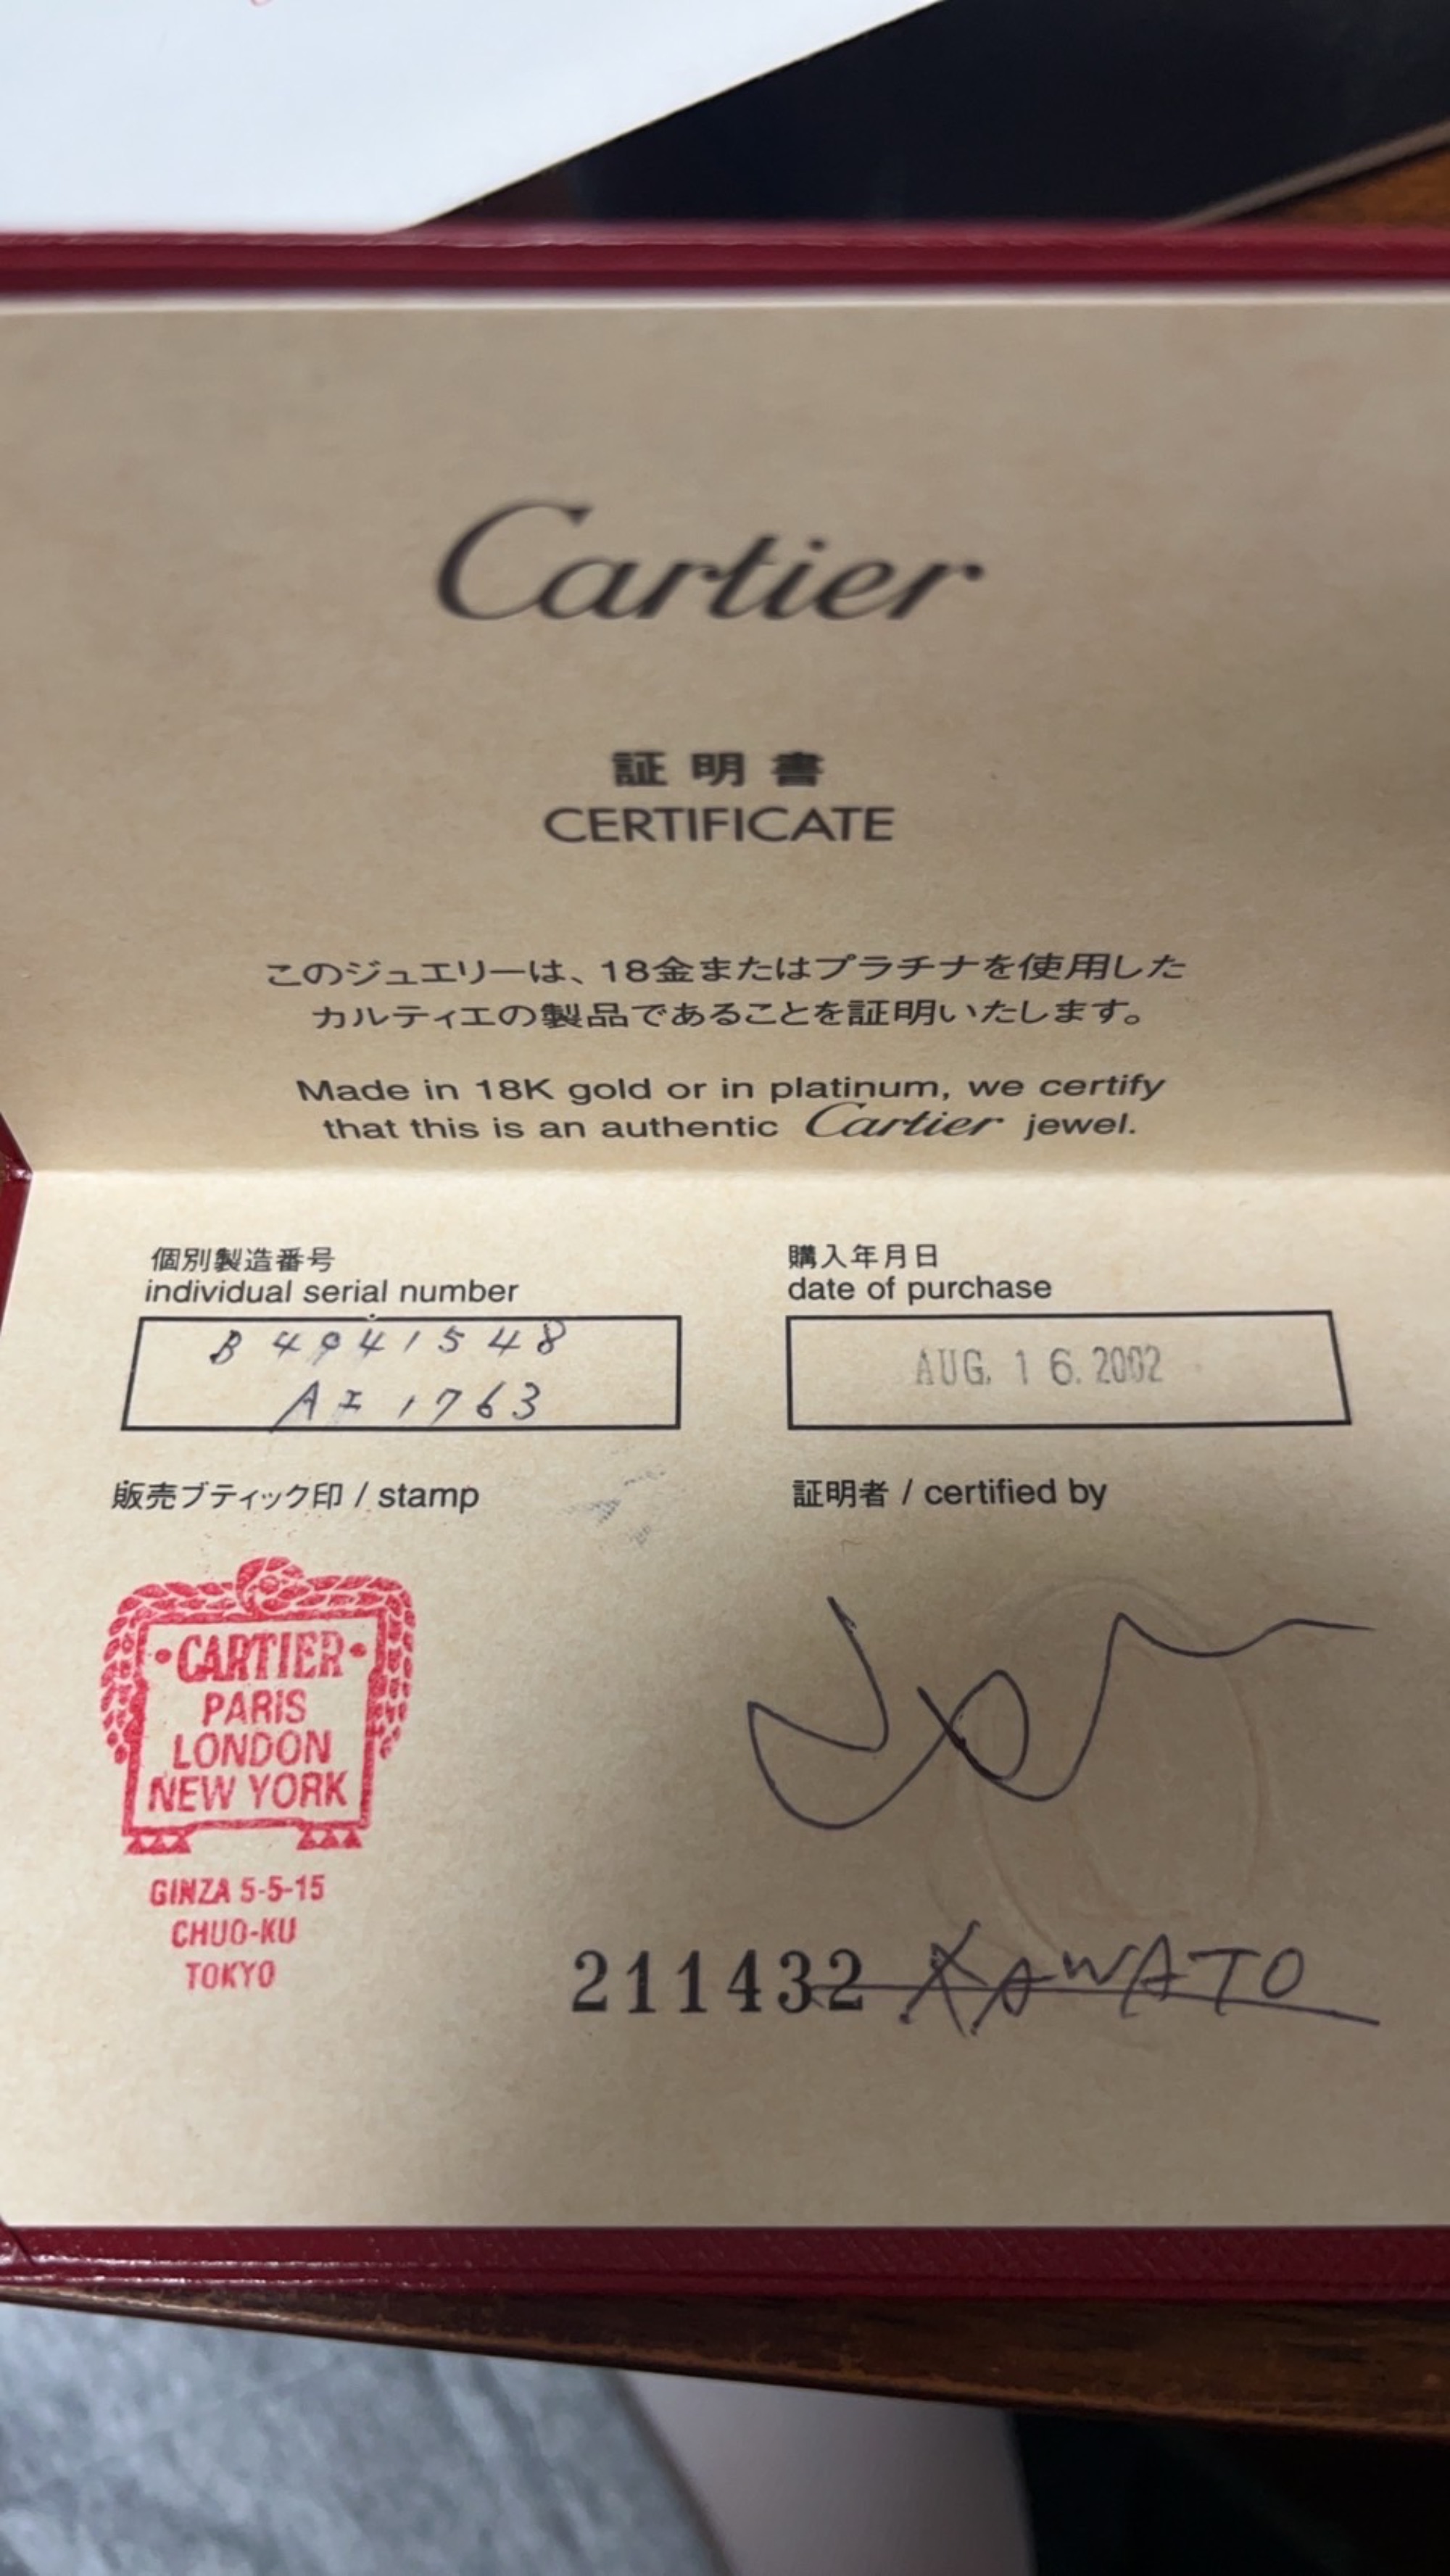 Cartier
証明書
CERTIFICATE
このジュエリーは、18金またはプラチナを使用した
カルティエの製品であることを証明いたします。
Made in 18K gold or in platinum, we certify
that this is an authentic Cartier jewel.
個別製造番号
individual serial number
B 4041548
AI 1763
購入年月日
date of purchase
AUG. 16.2002
販売ブティック印 / stamp
証明者 / certified by
・CARTIER・
PARIS
LONDON
NEW YORK
GINZA 5-5-15
CHUO-KU
TOKYO
211432 KAWATO